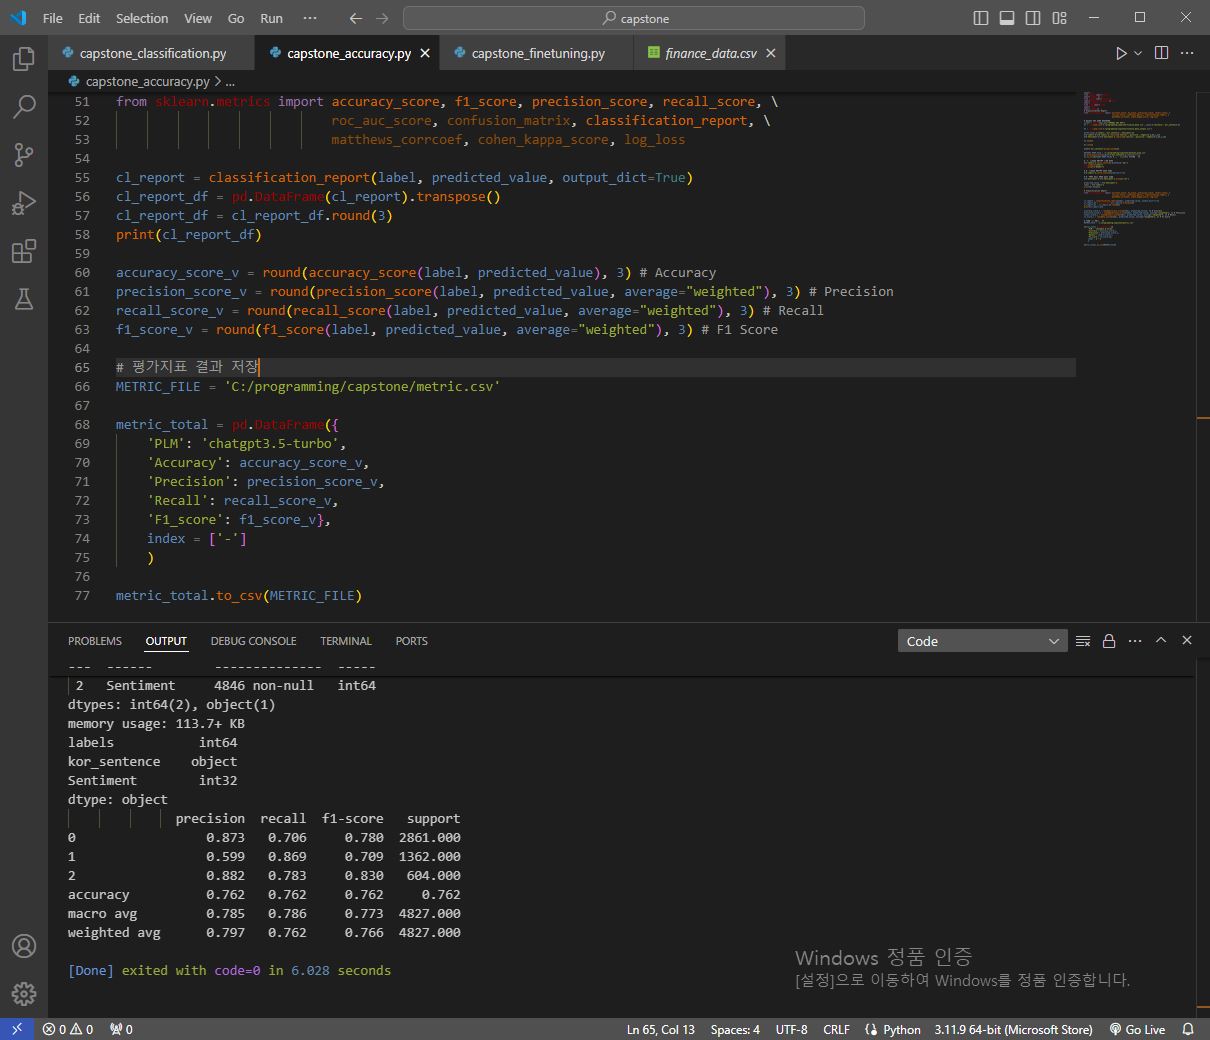 File Edit Selection View Go Run ··· capstone
capstone_classification.py capstone_accuracy.py capstone_finetuning.py finance_data.csv
capstone_accuracy.py > ...
51 from sklearn.metrics import accuracy_score, f1_score, precision_score, recall_score, \
52 roc_auc_score, confusion_matrix, classification_report, \
53 matthews_corrcoef, cohen_kappa_score, log_loss
54
55 cl_report = classification_report(label, predicted_value, output_dict=True)
56 cl_report_df = pd.DataFrame(cl_report).transpose()
57 cl_report_df = cl_report_df.round(3)
58 print(cl_report_df)
59
60 accuracy_score_v = round(accuracy_score(label, predicted_value), 3) # Accuracy
61 precision_score_v = round(precision_score(label, predicted_value, average="weighted"), 3) # Precision
62 recall_score_v = round(recall_score(label, predicted_value, average="weighted"), 3) # Recall
63 f1_score_v = round(f1_score(label, predicted_value, average="weighted"), 3) # F1 Score
64
65 # 평가지표 결과 저장
66 METRIC_FILE = 'C:/programming/capstone/metric.csv'
67
68 metric_total = pd.DataFrame({
69 'PLM': 'chatgpt3.5-turbo',
70 'Accuracy': accuracy_score_v,
71 'Precision': precision_score_v,
72 'Recall': recall_score_v,
73 'F1_score': f1_score_v},
74 index = ['-']
75 )
76
77 metric_total.to_csv(METRIC_FILE)
PROBLEMS OUTPUT DEBUG CONSOLE TERMINAL PORTS Code
--- ------ -------------- -----
2 Sentiment 4846 non-null int64
dtypes: int64(2), object(1)
memory usage: 113.7+ KB
labels int64
kor_sentence object
Sentiment int32
dtype: object
precision recall f1-score support
0 0.873 0.706 0.780 2861.000
1 0.599 0.869 0.709 1362.000
2 0.882 0.783 0.830 604.000
accuracy 0.762 0.762 0.762 0.762
macro avg 0.785 0.786 0.773 4827.000
weighted avg 0.797 0.762 0.766 4827.000
[Done] exited with code=0 in 6.028 seconds
Windows 정품 인증
[설정]으로 이동하여 Windows를 정품 인증합니다.
0 0 0 Ln 65, Col 13 Spaces: 4 UTF-8 CRLF Python 3.11.9 64-bit (Microsoft Store) Go Live